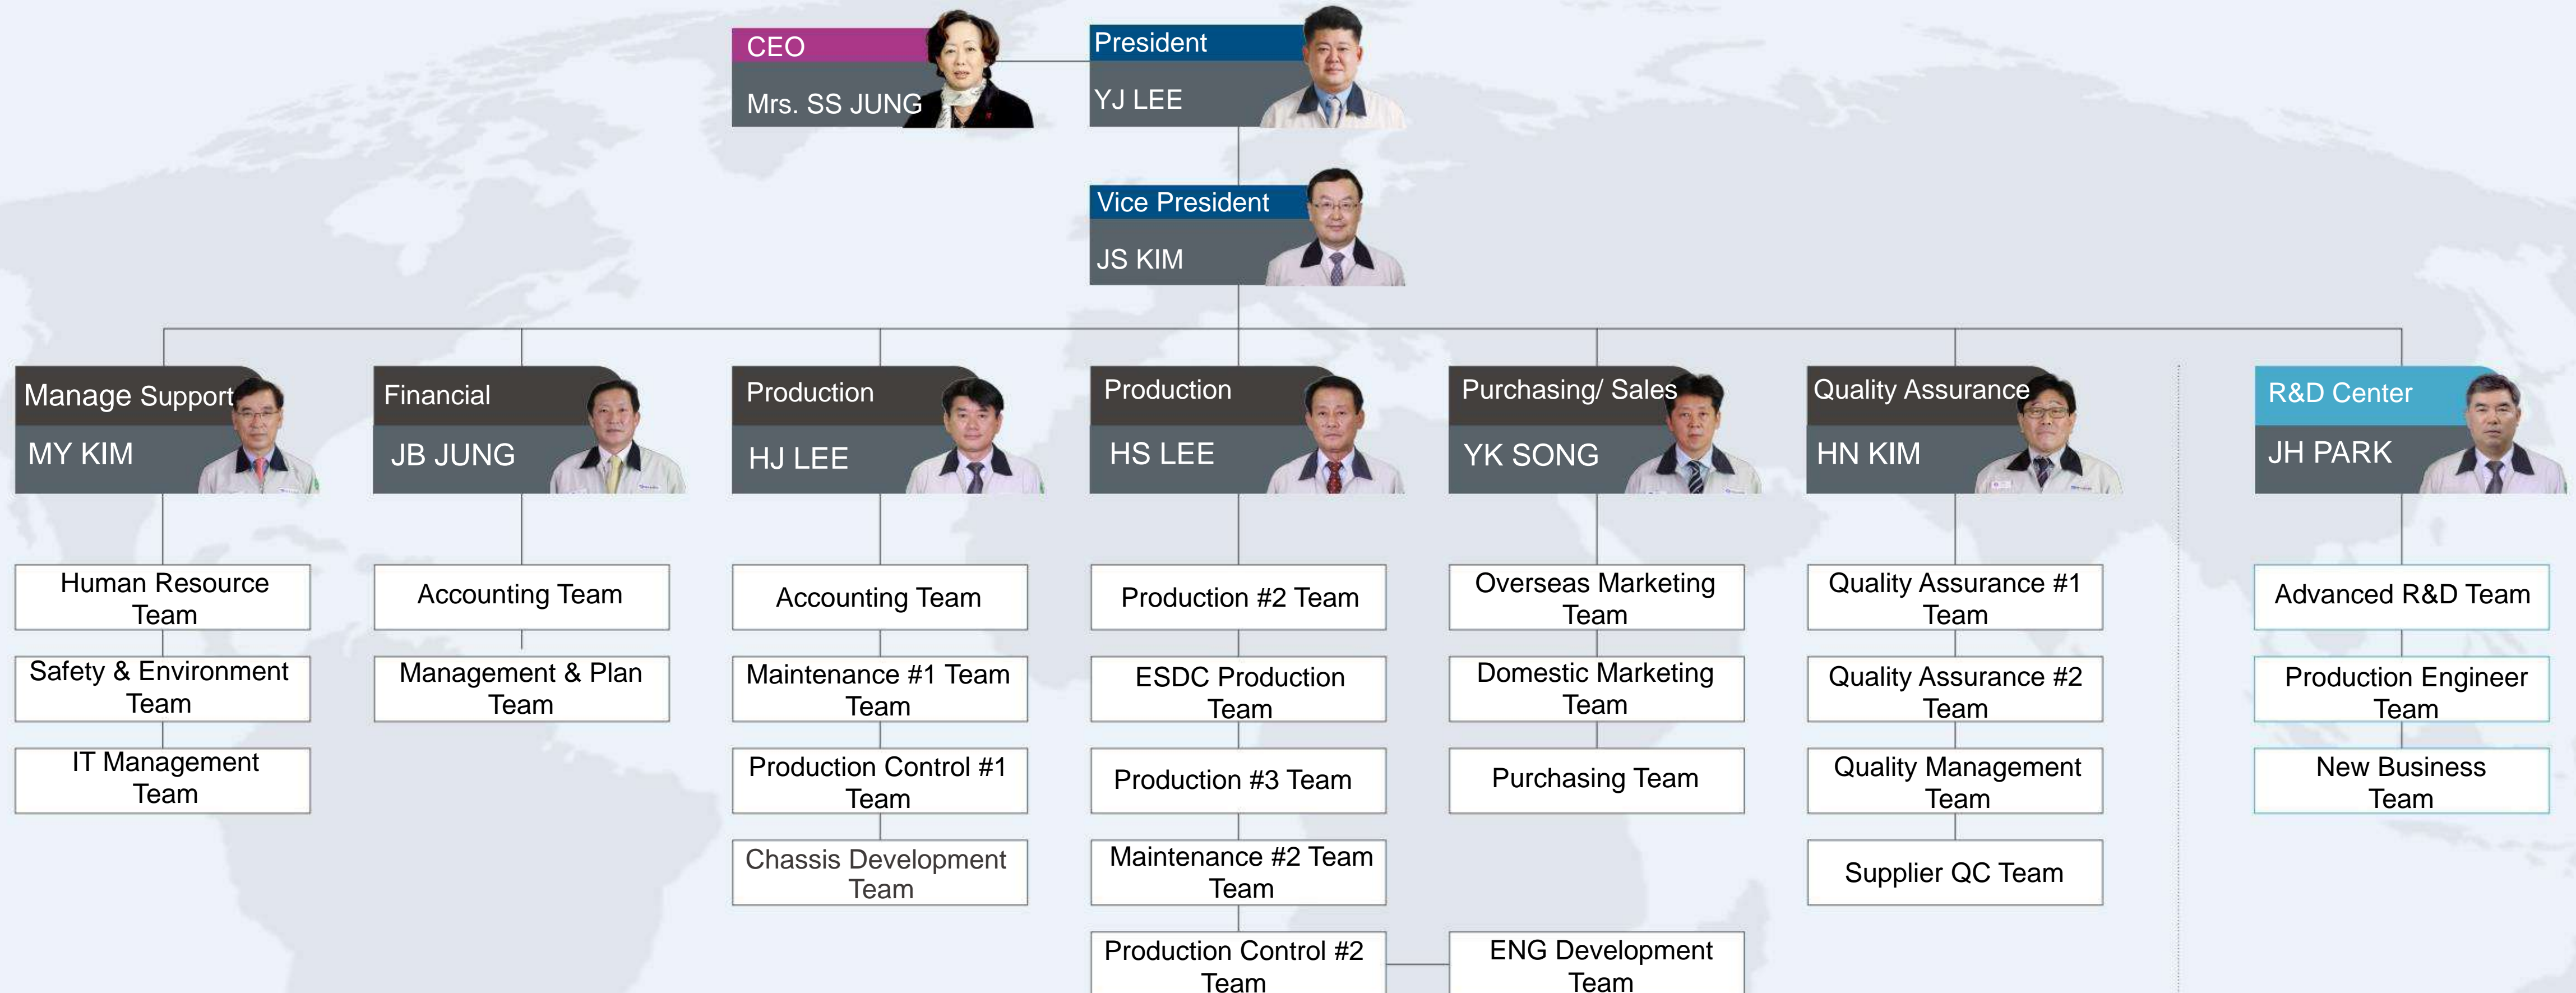 CEO
Mrs. SS JUNG
President
YJ LEE
Vice President
JS KIM
Manage Support
MY KIM
Financial
JB JUNG
Production
HJ LEE
Production
HS LEE
Purchasing/ Sales
YK SONG
Quality Assurance
HN KIM
R&D Center
JH PARK
Human Resource
Team
Safety & Environment
Team
IT Management
Team
Accounting Team
Management & Plan
Team
Accounting Team
Maintenance #1 Team
Team
Production Control #1
Team
Chassis Development
Team
Production #2 Team
ESDC Production
Team
Production #3 Team
Maintenance #2 Team
Team
Production Control #2
Team
ENG Development
Team
Overseas Marketing
Team
Domestic Marketing
Team
Purchasing Team
Quality Assurance #1
Team
Quality Assurance #2
Team
Quality Management
Team
Supplier QC Team
Advanced R&D Team
Production Engineer
Team
New Business
Team